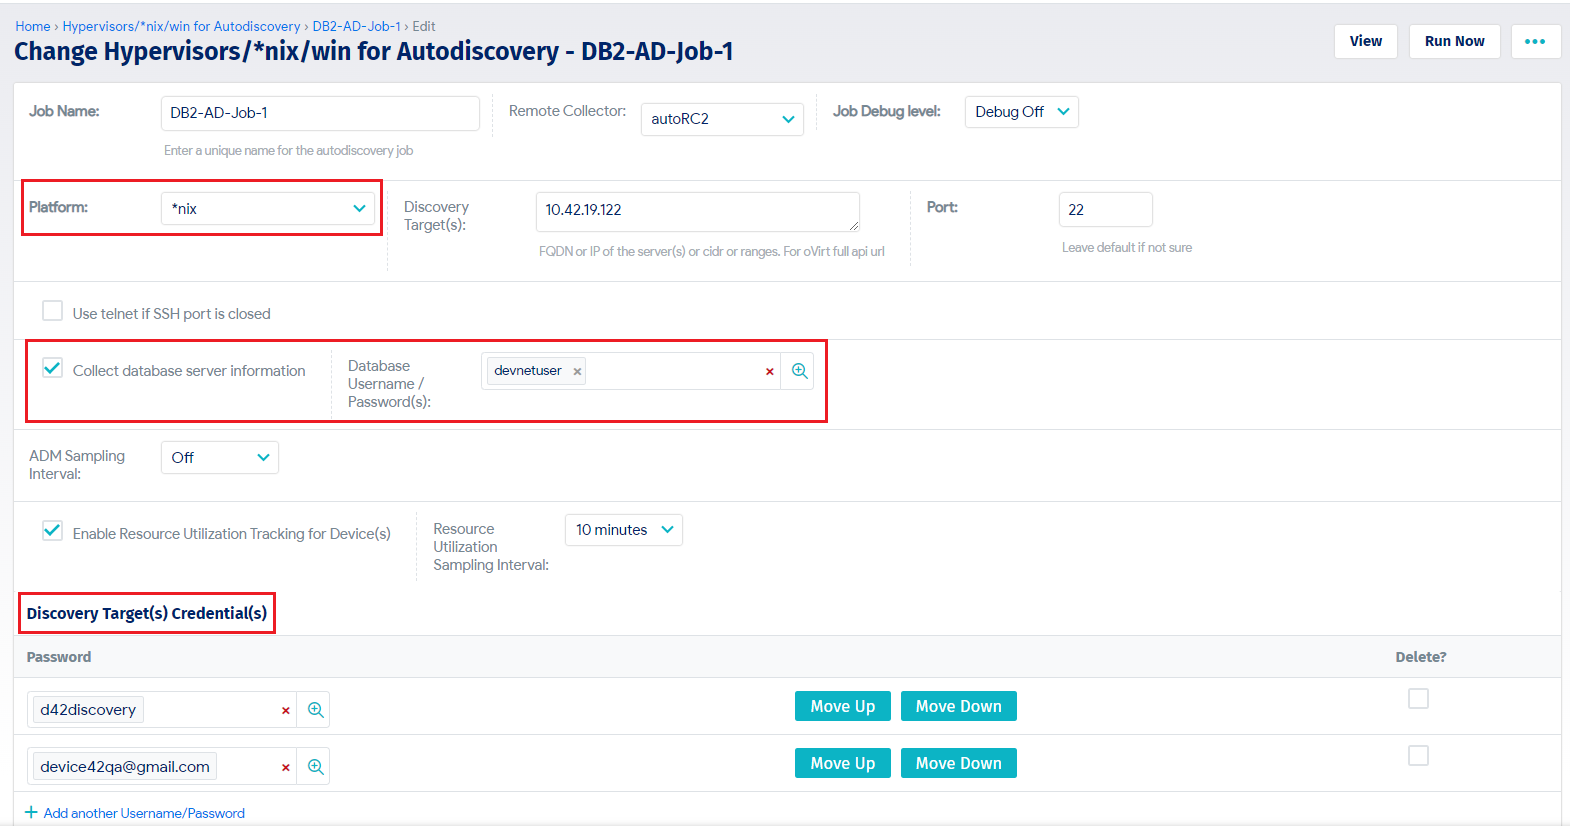 Home › Hypervisors/*nix/win for Autodiscovery › DB2-AD-Job-1 › Edit
Change Hypervisors/*nix/win for Autodiscovery - DB2-AD-Job-1
View
Run Now
Job Name:
DB2-AD-Job-1
Enter a unique name for the autodiscovery job
Remote Collector:
autoRC2
Job Debug level:
Debug Off
Platform:
*nix
Discovery
Target(s):
10.42.19.122
FQDN or IP of the server(s) or cidr or ranges. For oVirt full api url
Port:
22
Leave default if not sure
Use telnet if SSH port is closed
Collect database server information
Database
Username /
Password(s):
devnetuser ×
×
ADM Sampling
Interval:
Off
Enable Resource Utilization Tracking for Device(s)
Resource
Utilization
Sampling Interval:
10 minutes
Discovery Target(s) Credential(s)
Password
Delete?
d42discovery
×
Move Up
Move Down
device42qa@gmail.com
×
Move Up
Move Down
+ Add another Username/Password